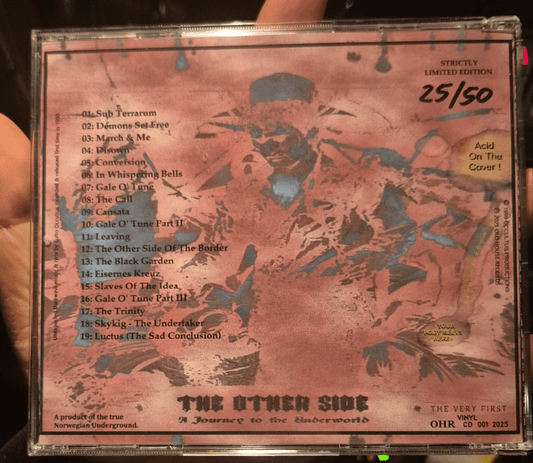 STRICTLY
LIMITED EDITION
25/50
Acid
On The
Cover !
01: Sub Terrarum
02: Demons Set Free
03: March & Me
04: Disown
05: Conversion
06: In Whispering Bells
07: Gale O' Tune
08: The Call
09: Cansata
10: Gale O' Tune Part II
11: Leaving
12: The Other Side Of The Border
13: The Black Garden
14: Eisernes Kreuz
15: Slaves Of The Idea
16: Gale O' Tune Part III
17: The Trinity
18: Skykig - The Undertaker
19: Luctus (The Sad Conclusion)
THE OTHER SIDE
A Journey to the Underworld
A product of the true
Norwegian Underground.
THE VERY FIRST
VINYL
OHR CD 001 2025